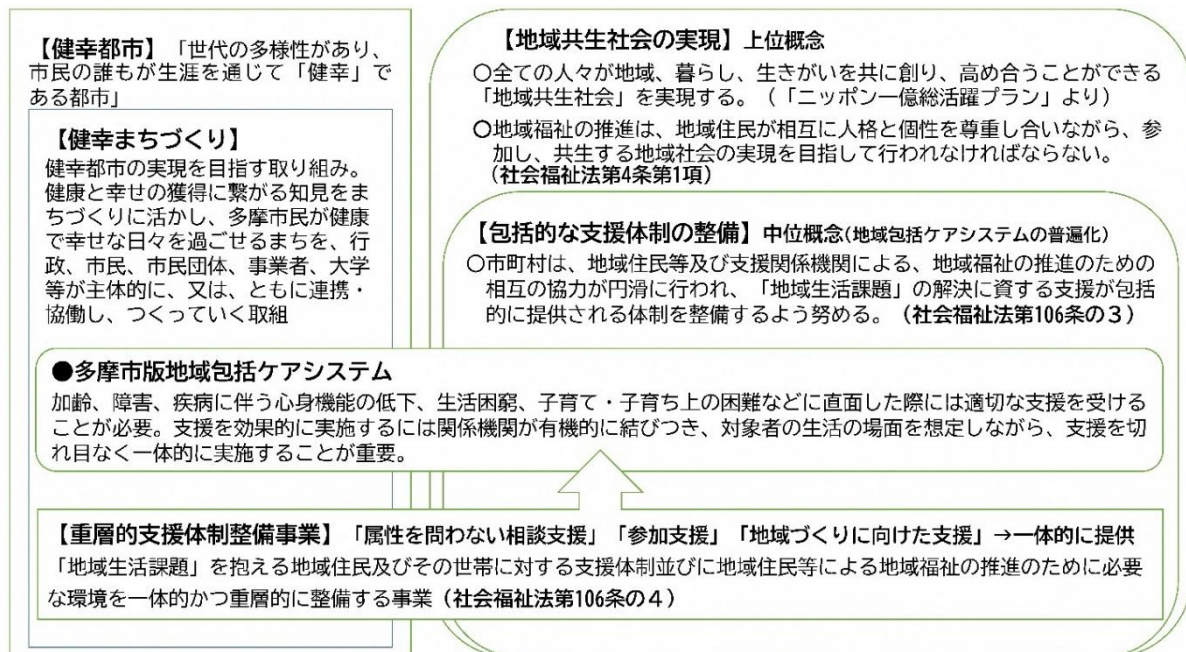 【健幸都市】「世代の多様性があり、
市民の誰もが生涯を通じて「健幸」で
ある都市」
【健幸まちづくり】
健幸都市の実現を目指す取り組み。
健康と幸せの獲得に繋がる知見をま
ちづくりに活かし、多摩市民が健康
で幸せな日々を過ごせるまちを、行
政、市民、市民団体、事業者、大学
等が主体的に、又は、ともに連携・
協働し、つくっていく取組
【地域共生社会の実現】上位概念
○全ての人々が地域、暮らし、生きがいを共に創り、高め合うことができる
「地域共生社会」を実現する。（「ニッポン一億総活躍プラン」より）
○地域福祉の推進は、地域住民が相互に人格と個性を尊重し合いながら、参
加し、共生する地域社会の実現を目指して行われなければならない。
（社会福祉法第4条第1項）
【包括的な支援体制の整備】中位概念(地域包括ケアシステムの普遍化)
○市町村は、地域住民等及び支援関係機関による、地域福祉の推進のための
相互の協力が円滑に行われ、「地域生活課題」の解決に資する支援が包括
的に提供される体制を整備するよう努める。（社会福祉法第106条の３）
●多摩市版地域包括ケアシステム
加齢、障害、疾病に伴う心身機能の低下、生活困窮、子育て・子育ち上の困難などに直面した際には適切な支援を受ける
ことが必要。支援を効果的に実施するには関係機関が有機的に結びつき、対象者の生活の場面を想定しながら、支援を切
れ目なく一体的に実施することが重要。
【重層的支援体制整備事業】「属性を問わない相談支援」「参加支援」「地域づくりに向けた支援」→一体的に提供
「地域生活課題」を抱える地域住民及びその世帯に対する支援体制並びに地域住民等による地域福祉の推進のために必要
な環境を一体的かつ重層的に整備する事業（社会福祉法第106条の４）